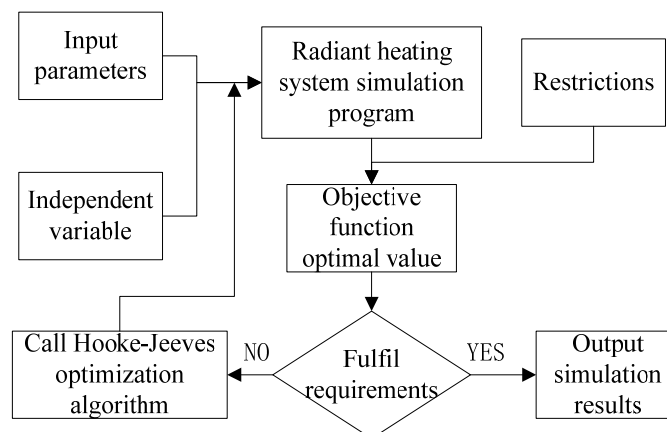 Input
parameters
Radiant heating
system simulation
program
Restrictions
Independent
variable
Objective
function
optimal value
Call Hooke-Jeeves
optimization
algorithm
NO
Fulfil
requirements
YES
Output
simulation
results